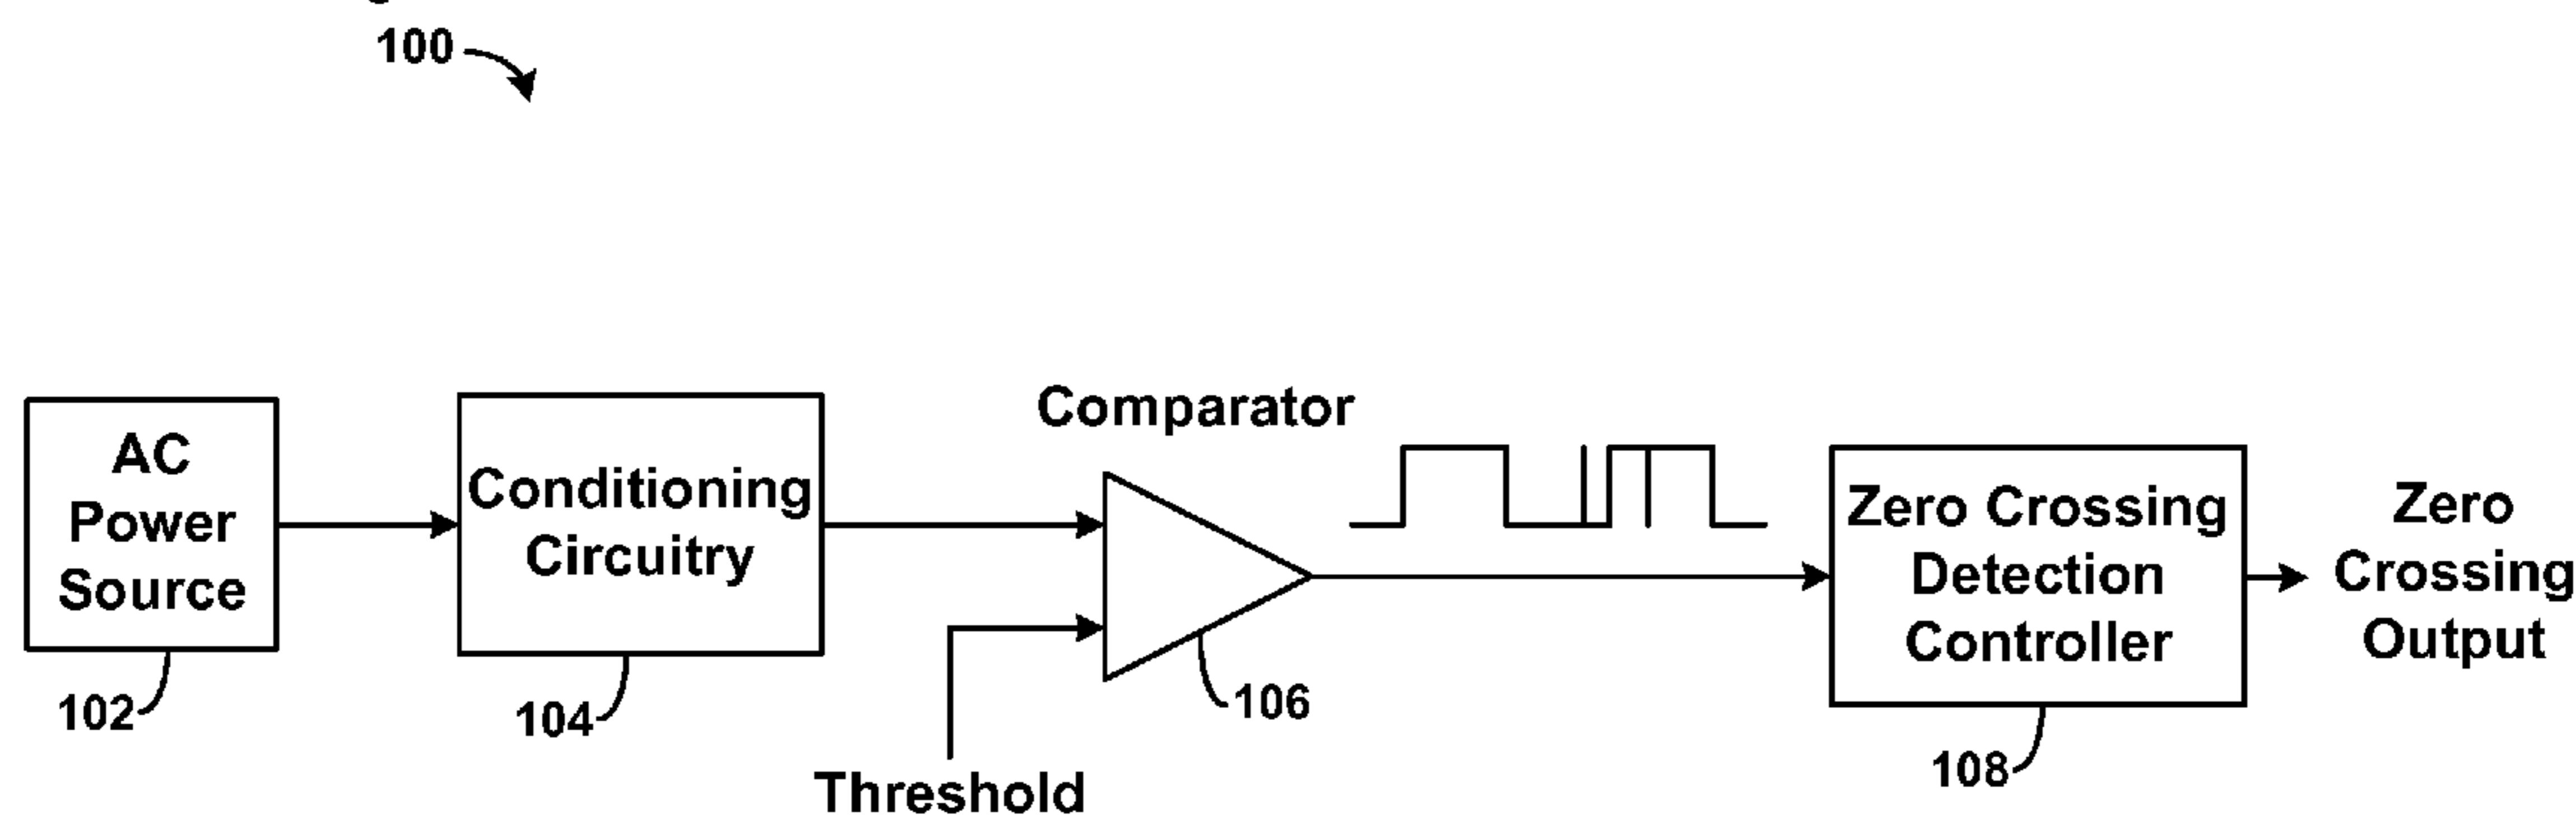 100
AC
Power
Source
102
Conditioning
Circuitry
104
Comparator
106
Threshold
Zero Crossing
Detection
Controller
108
Zero
Crossing
Output